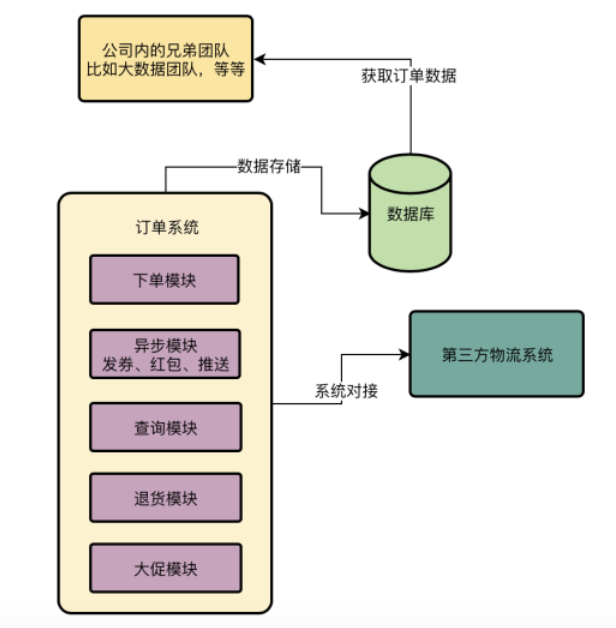 公司内的兄弟团队
比如大数据团队，等等
获取订单数据
数据存储
数据库
订单系统
下单模块
异步模块
发券、红包、推送
第三方物流系统
系统对接
查询模块
退货模块
大促模块